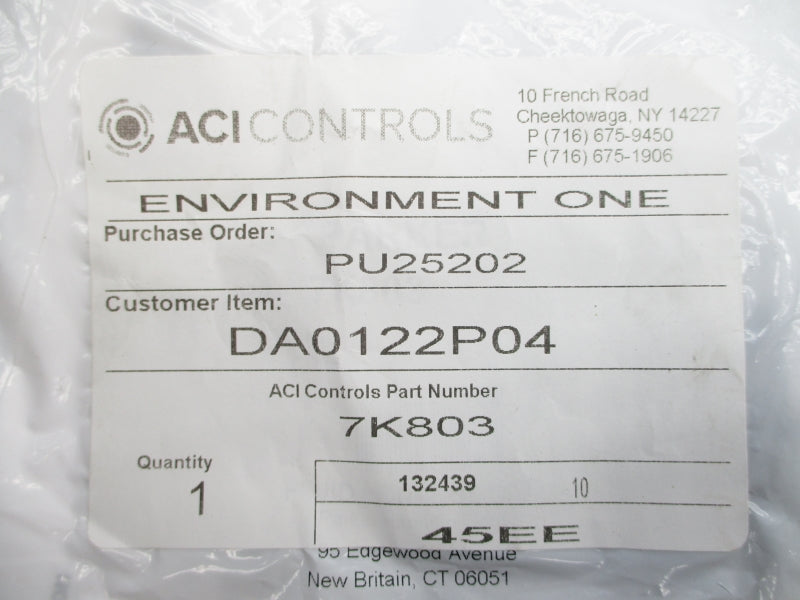 ACI CONTROLS
10 French Road
Cheektowaga, NY 14227
P (716) 675-9450
F (716) 675-1906
ENVIRONMENT ONE
Purchase Order:
PU25202
Customer Item:
DA0122P04
ACI Controls Part Number
7K803
Quantity
1
132439 10
45EE
95 Edgewood Avenue
New Britain, CT 06051